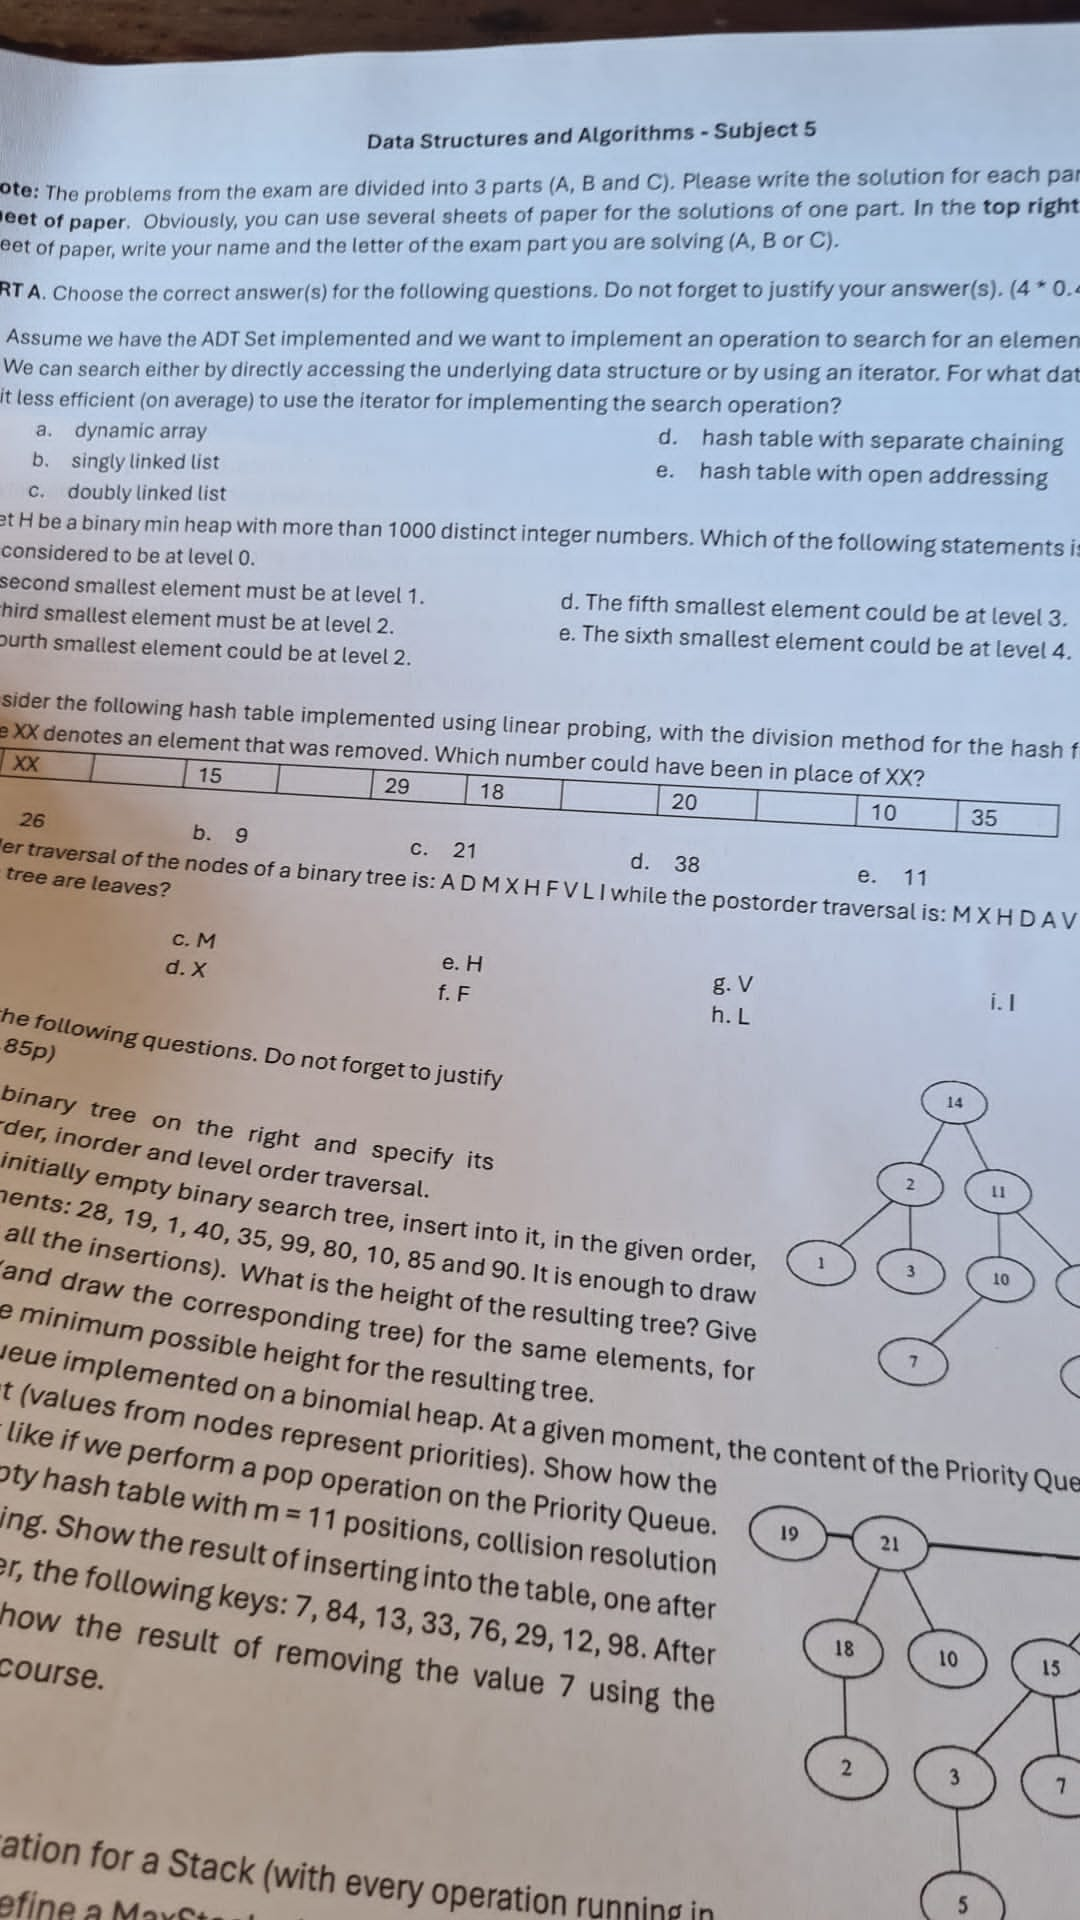 Data Structures and Algorithms - Subject 5
ote: The problems from the exam are divided into 3 parts (A, B and C). Please write the solution for each par
eet of paper. Obviously, you can use several sheets of paper for the solutions of one part. In the top right
eet of paper, write your name and the letter of the exam part you are solving (A, B or C).
RT A. Choose the correct answer(s) for the following questions. Do not forget to justify your answer(s). (4 * 0.4
Assume we have the ADT Set implemented and we want to implement an operation to search for an elemen
We can search either by directly accessing the underlying data structure or by using an iterator. For what dat
it less efficient (on average) to use the iterator for implementing the search operation?
a. dynamic array
d. hash table with separate chaining
b. singly linked list
e. hash table with open addressing
c. doubly linked list
et H be a binary min heap with more than 1000 distinct integer numbers. Which of the following statements is
considered to be at level 0.
second smallest element must be at level 1.
d. The fifth smallest element could be at level 3.
third smallest element must be at level 2.
e. The sixth smallest element could be at level 4.
ourth smallest element could be at level 2.
sider the following hash table implemented using linear probing, with the division method for the hash f
e XX denotes an element that was removed. Which number could have been in place of XX?
XX 15 29 18 20 10 35
26 b. 9 c. 21 d. 38 e. 11
er traversal of the nodes of a binary tree is: A D M X H F V L I while the postorder traversal is: M X H D A V
tree are leaves?
c. M e. H g. V i. I
d. X f. F h. L
he following questions. Do not forget to justify
85p)
binary tree on the right and specify its
rder, inorder and level order traversal.
initially empty binary search tree, insert into it, in the given order,
ments: 28, 19, 1, 40, 35, 99, 80, 10, 85 and 90. It is enough to draw
all the insertions). What is the height of the resulting tree? Give
(and draw the corresponding tree) for the same elements, for
e minimum possible height for the resulting tree.
14
2 11
1 3 10
7
ueue implemented on a binomial heap. At a given moment, the content of the Priority Que
t (values from nodes represent priorities). Show how the
like if we perform a pop operation on the Priority Queue.
pty hash table with m = 11 positions, collision resolution
ing. Show the result of inserting into the table, one after
er, the following keys: 7, 84, 13, 33, 76, 29, 12, 98. After
how the result of removing the value 7 using the
course.
19 21
18 10 15
2 3 7
5
ation for a Stack (with every operation running in
efine a